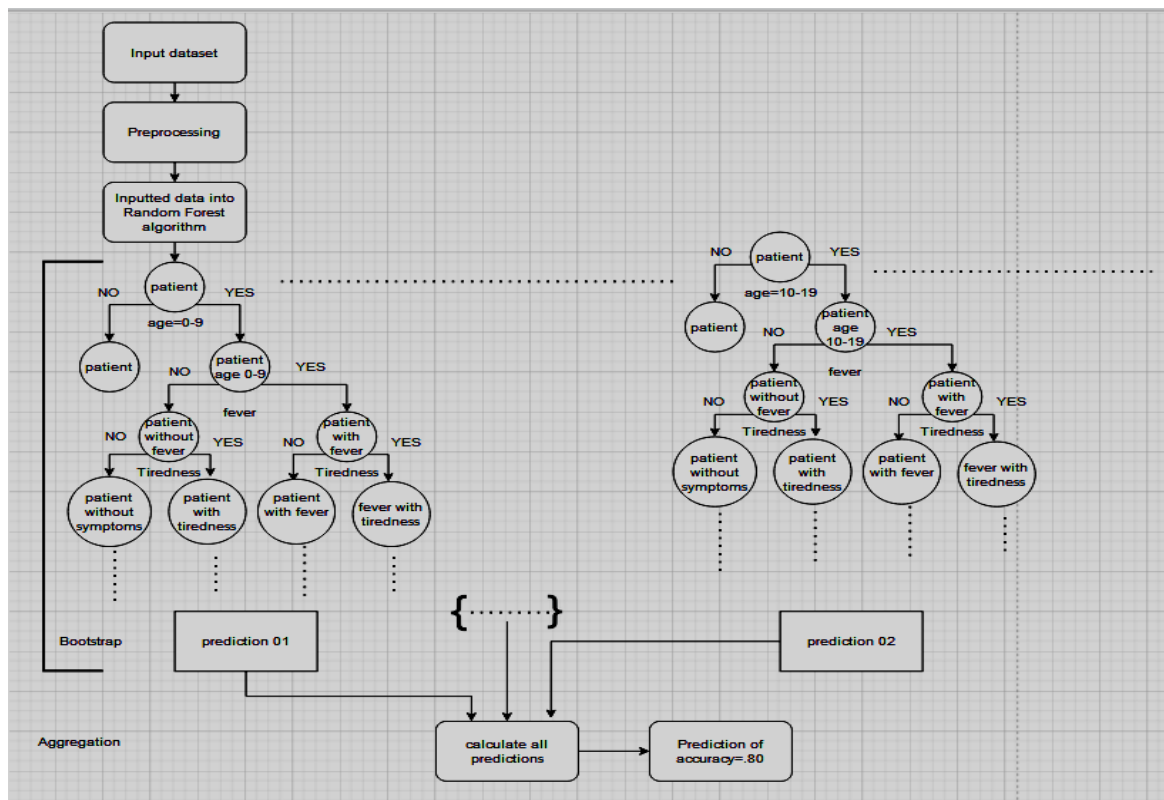 Input dataset
Preprocessing
Inputted data into
Random Forest
algorithm
patient
NO
YES
age=0-9
patient
patient
age 0-9
NO
YES
fever
patient
without
fever
patient
with
fever
NO
YES
Tiredness
NO
YES
Tiredness
patient
without
symptoms
patient
with
tiredness
patient
with fever
fever with
tiredness
NO
patient
YES
age=10-19
patient
patient
age
10-19
NO
YES
fever
patient
without
fever
patient
with
fever
NO
YES
Tiredness
NO
YES
Tiredness
patient
without
symptoms
patient
with
tiredness
patient
with fever
fever with
tiredness
Bootstrap
prediction 01
{ ............ }
prediction 02
Aggregation
calculate all
predictions
Prediction of
accuracy=.80